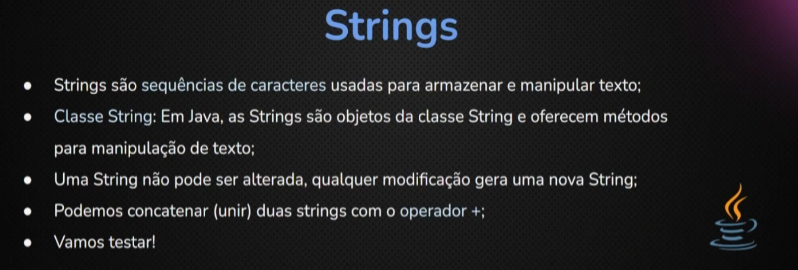 Strings
● Strings são sequências de caracteres usadas para armazenar e manipular texto;
● Classe String: Em Java, as Strings são objetos da classe String e oferecem métodos
para manipulação de texto;
● Uma String não pode ser alterada, qualquer modificação gera uma nova String;
● Podemos concatenar (unir) duas strings com o operador +;
● Vamos testar!